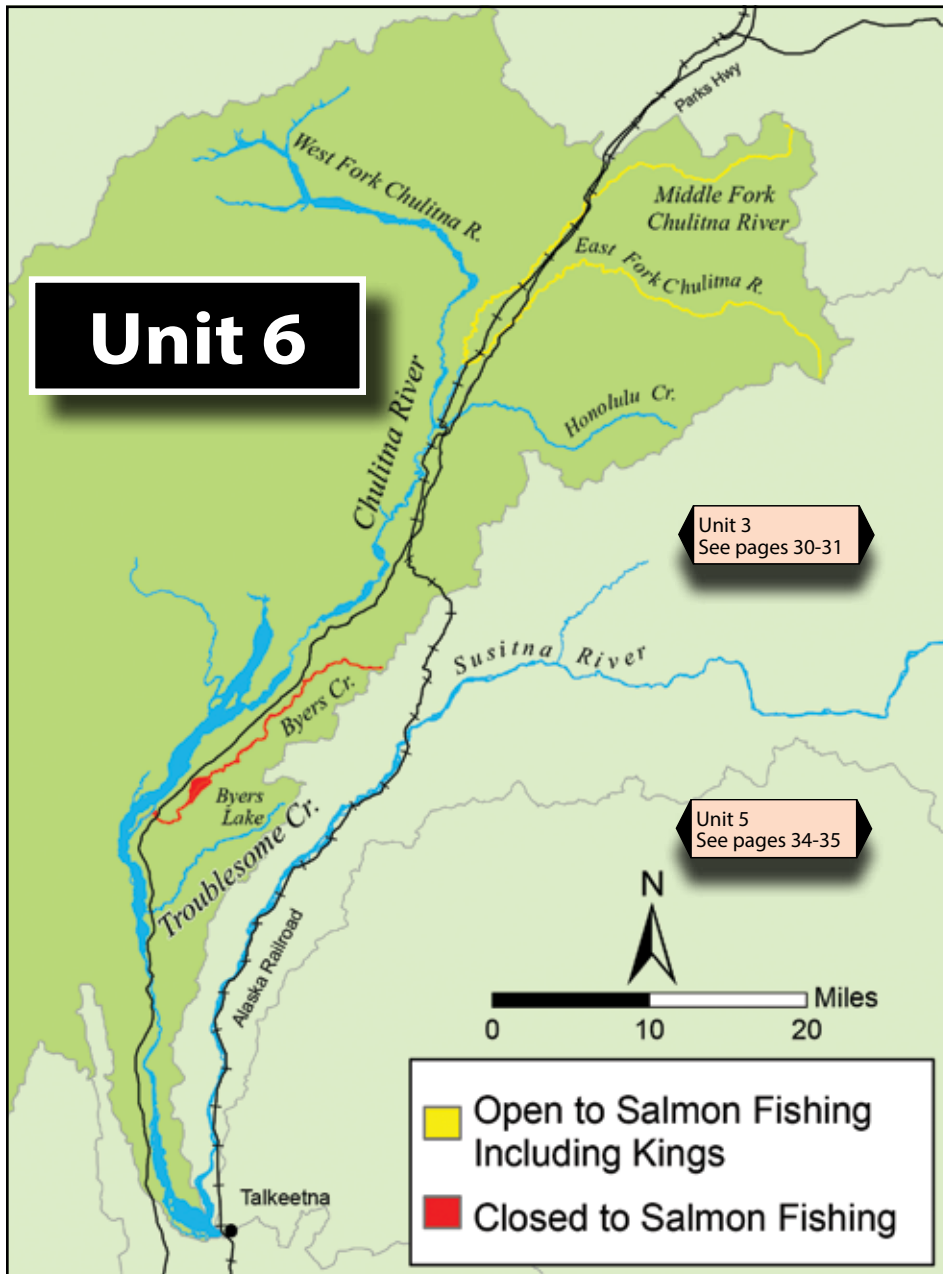 Parks Hwy
West Fork Chulitna R.
Middle Fork
Chulitna River
East Fork Chulitna R.
Unit 6
Chulitna River
Honolulu Cr.
Unit 3
See pages 30-31
Susitna River
Byers Cr.
Byers
Lake
Troublesome Cr.
Unit 5
See pages 34-35
N
Alaska Railroad
Miles
0 10 20
Talkeetna
Open to Salmon Fishing
Including Kings
Closed to Salmon Fishing